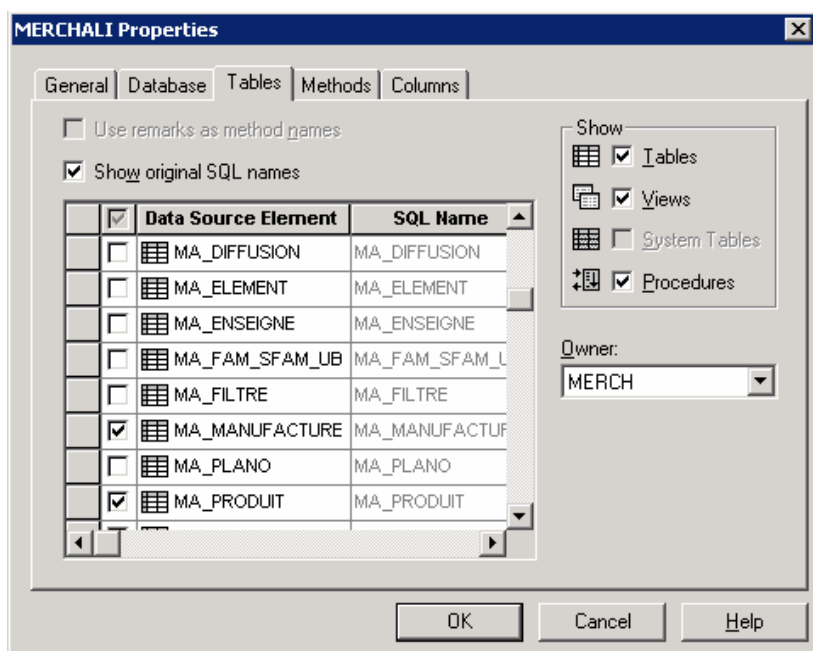 MERCHALI Properties
General Database Tables Methods Columns
Use remarks as method names
Show original SQL names
Data Source Element SQL Name
MA_DIFFUSION MA_DIFFUSION
MA_ELEMENT MA_ELEMENT
MA_ENSEIGNE MA_ENSEIGNE
MA_FAM_SFAM_UB MA_FAM_SFAM_U
MA_FILTRE MA_FILTRE
MA_MANUFACTURE MA_MANUFACTUR
MA_PLANO MA_PLANO
MA_PRODUIT MA_PRODUIT
Show
Tables
Views
System Tables
Procedures
Owner:
MERCH
OK Cancel Help